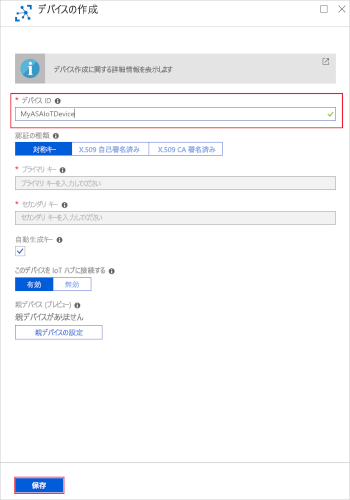 デバイスの作成
デバイス作成に関する詳細情報を表示します
* デバイス ID
MyASAIoTDevice
認証の種類
対称キー X.509 自己署名済み X.509 CA 署名済み
* プライマリ キー
プライマリ キーを入力してください
* セカンダリ キー
セカンダリ キーを入力してください
自動生成キー
このデバイスを IoT ハブに接続する
有効 無効
親デバイス (プレビュー)
親デバイスがありません
親デバイスの設定
保存